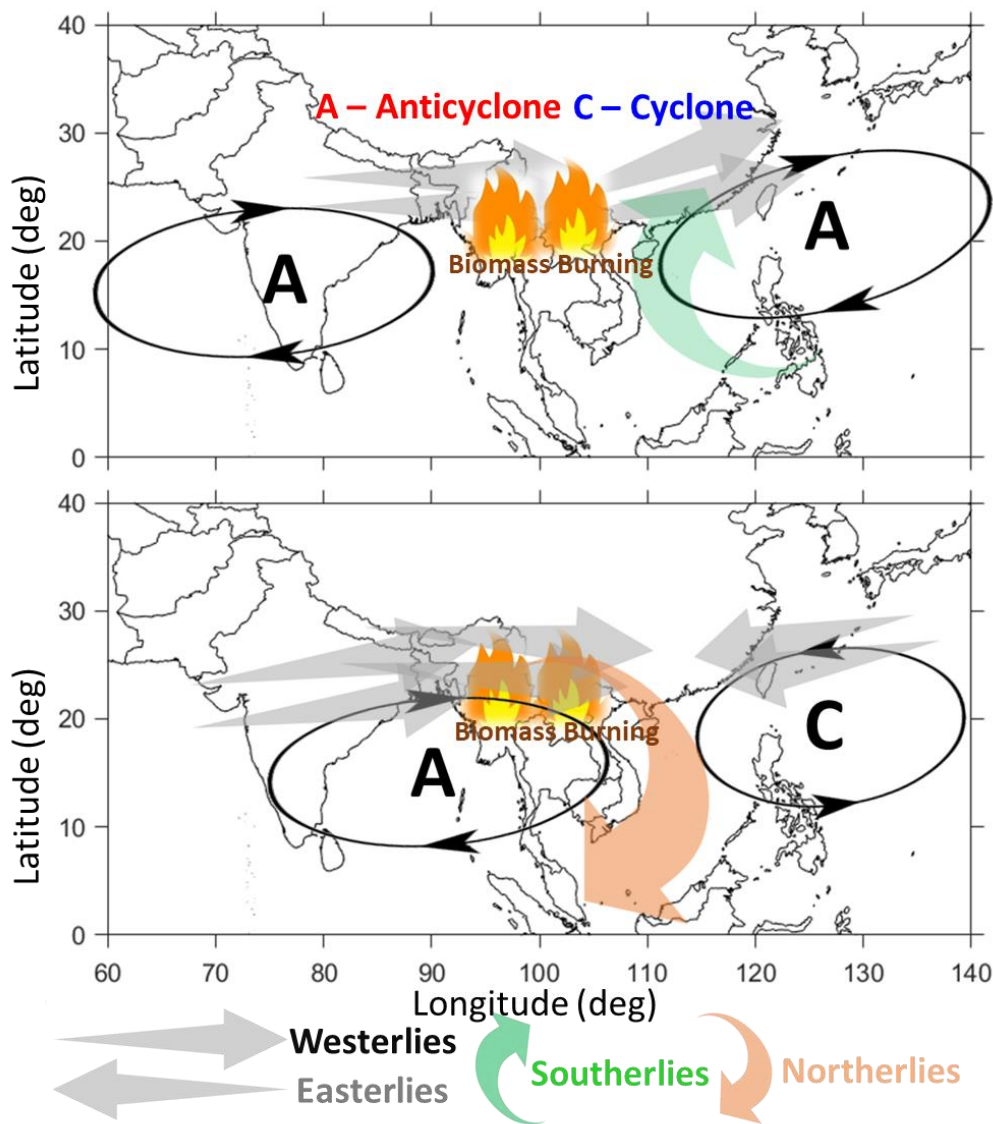 40
30
20
10
0
Latitude (deg)
A – Anticyclone C – Cyclone
A
A
Biomass Burning
40
30
20
10
0
Latitude (deg)
A
C
Biomass Burning
60 70 80 90 100 110 120 130 140
Longitude (deg)
Westerlies
Easterlies
Southerlies
Northerlies